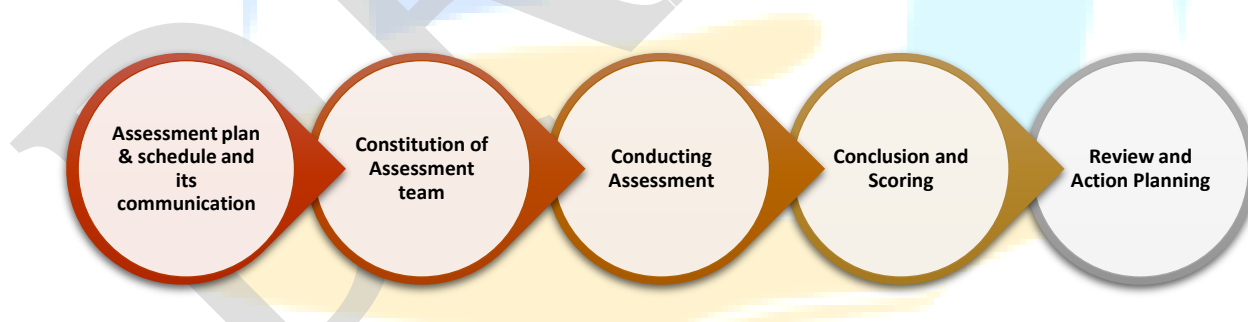 Assessment plan
& schedule and
its
communication
Constitution of
Assessment
team
Conducting
Assessment
Conclusion and
Scoring
Review and
Action Planning